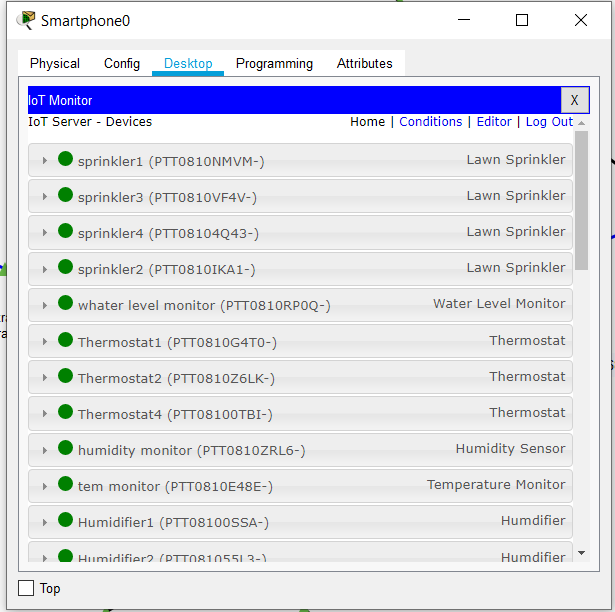 Smartphone0
Physical Config Desktop Programming Attributes
IoT Monitor X
IoT Server - Devices Home | Conditions | Editor | Log Out
sprinkler1 (PTT0810NMVM-) Lawn Sprinkler
sprinkler3 (PTT0810VF4V-) Lawn Sprinkler
sprinkler4 (PTT08104Q43-) Lawn Sprinkler
sprinkler2 (PTT0810IKA1-) Lawn Sprinkler
whater level monitor (PTT0810RP0Q-) Water Level Monitor
Thermostat1 (PTT0810G4T0-) Thermostat
Thermostat2 (PTT0810Z6LK-) Thermostat
Thermostat4 (PTT08100TBI-) Thermostat
humidity monitor (PTT0810ZRL6-) Humidity Sensor
tem monitor (PTT0810E48E-) Temperature Monitor
Humidifier1 (PTT08100SSA-) Humdifier
Humidifier2 (PTT081055L3-) Humdifier
Top